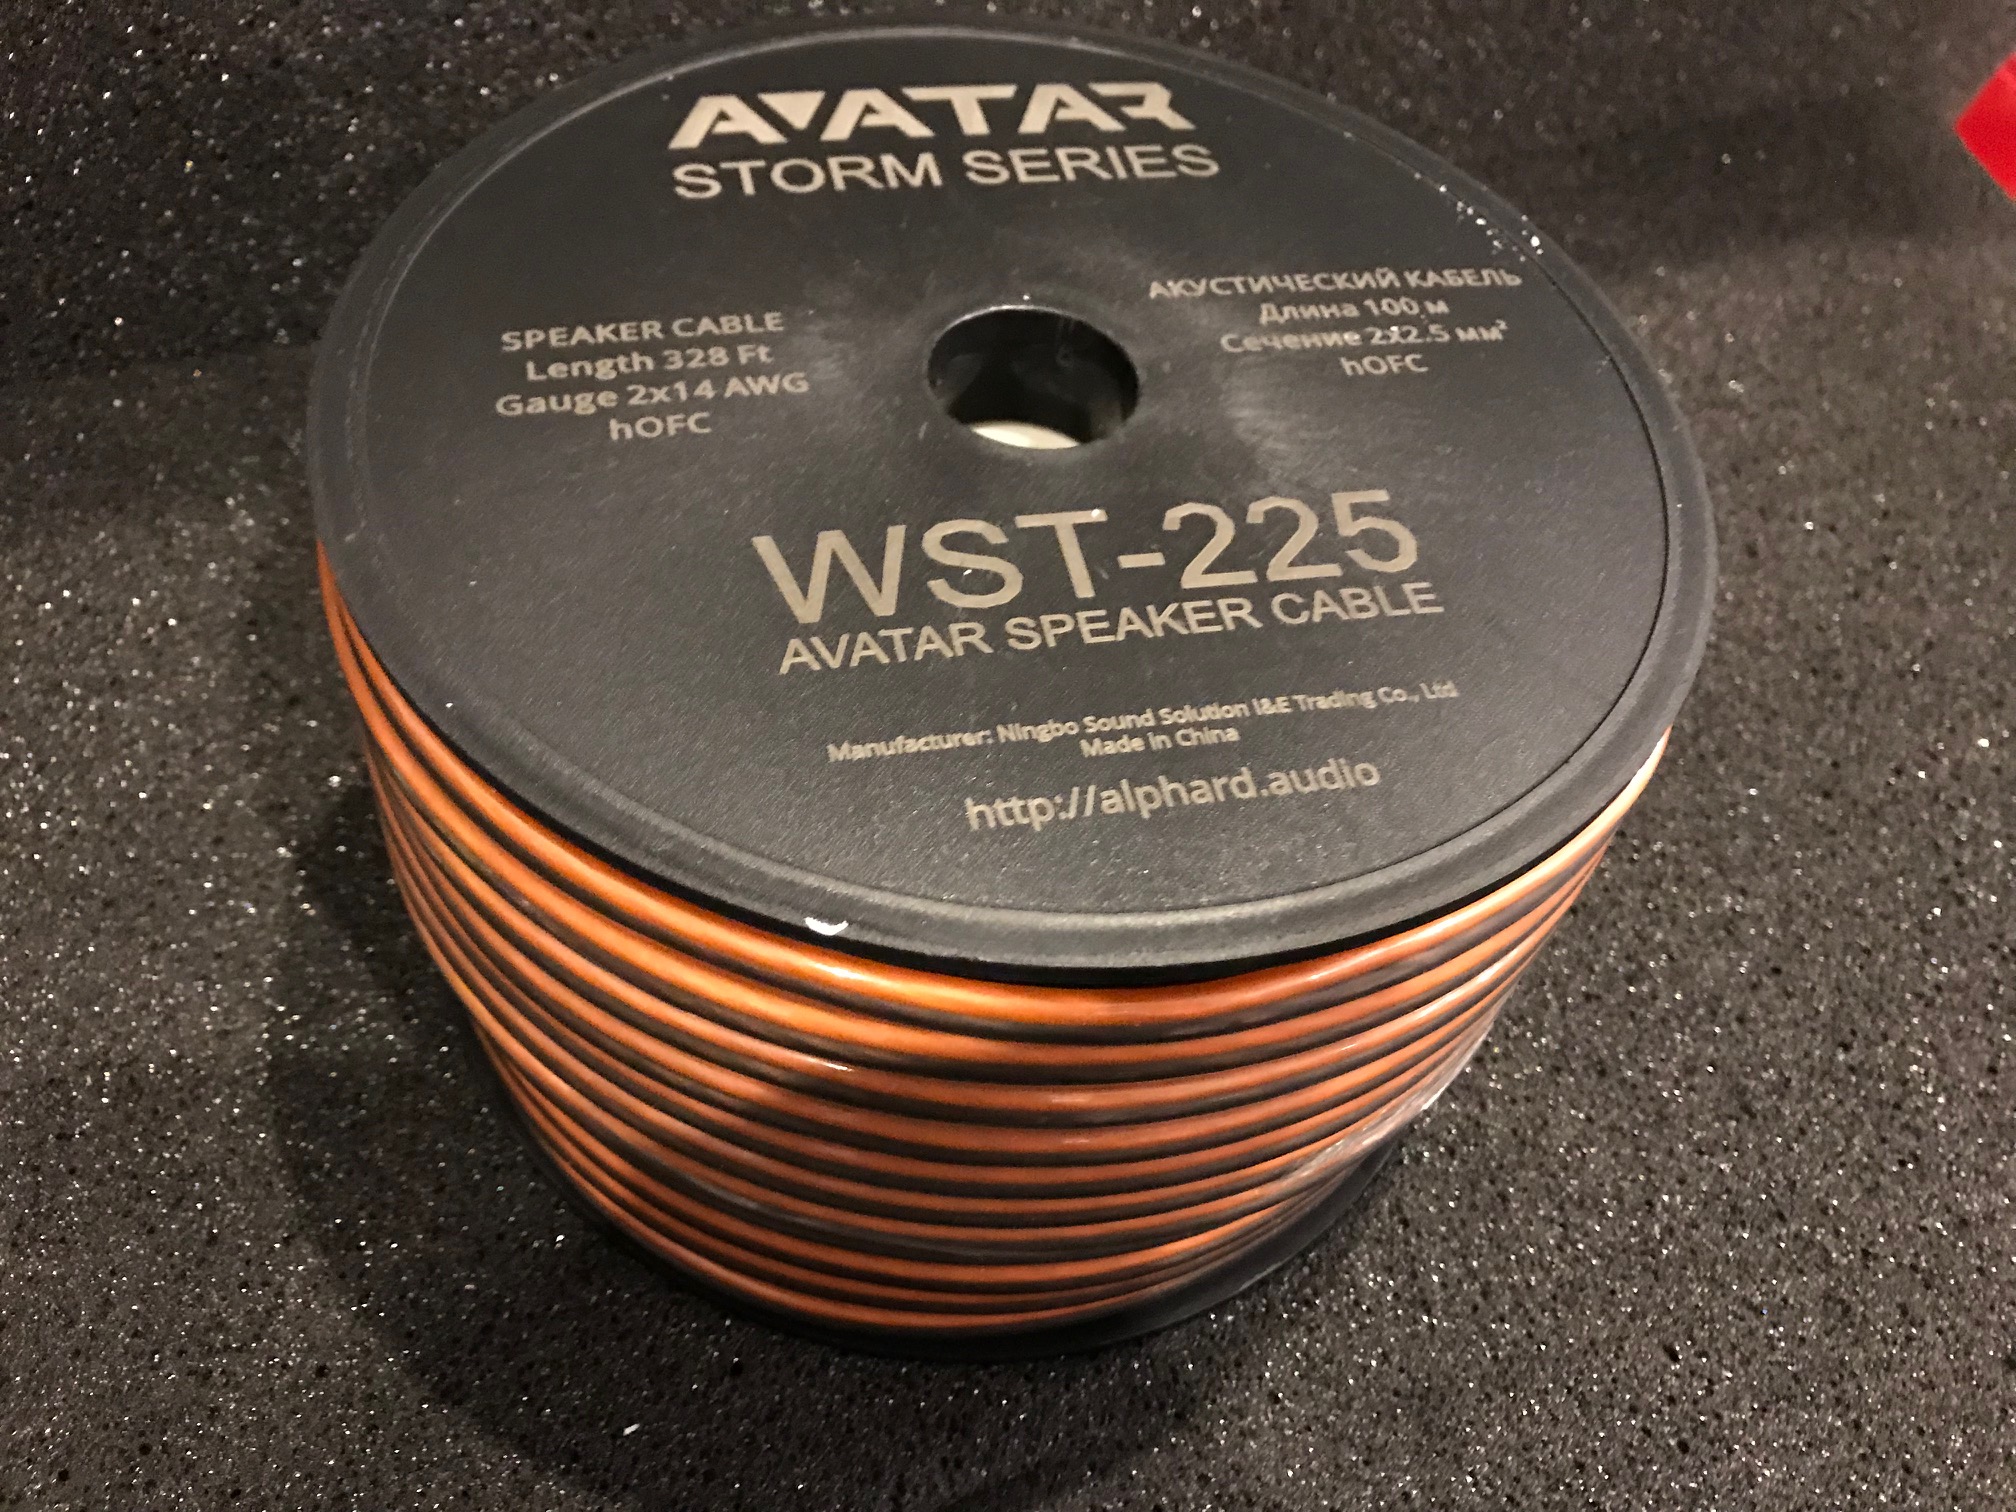 AVATAR
STORM SERIES
SPEAKER CABLE
Length 328 Ft
Gauge 2x14 AWG
hOFC
АКУСТИЧЕСКИЙ КАБЕЛЬ
Длина 100 м
Сечение 2x2.5 мм²
hOFC
WST-225
AVATAR SPEAKER CABLE
Manufacturer: Ningbo Sound Solution I&E Trading Co., Ltd
Made in China
http://alphard.audio